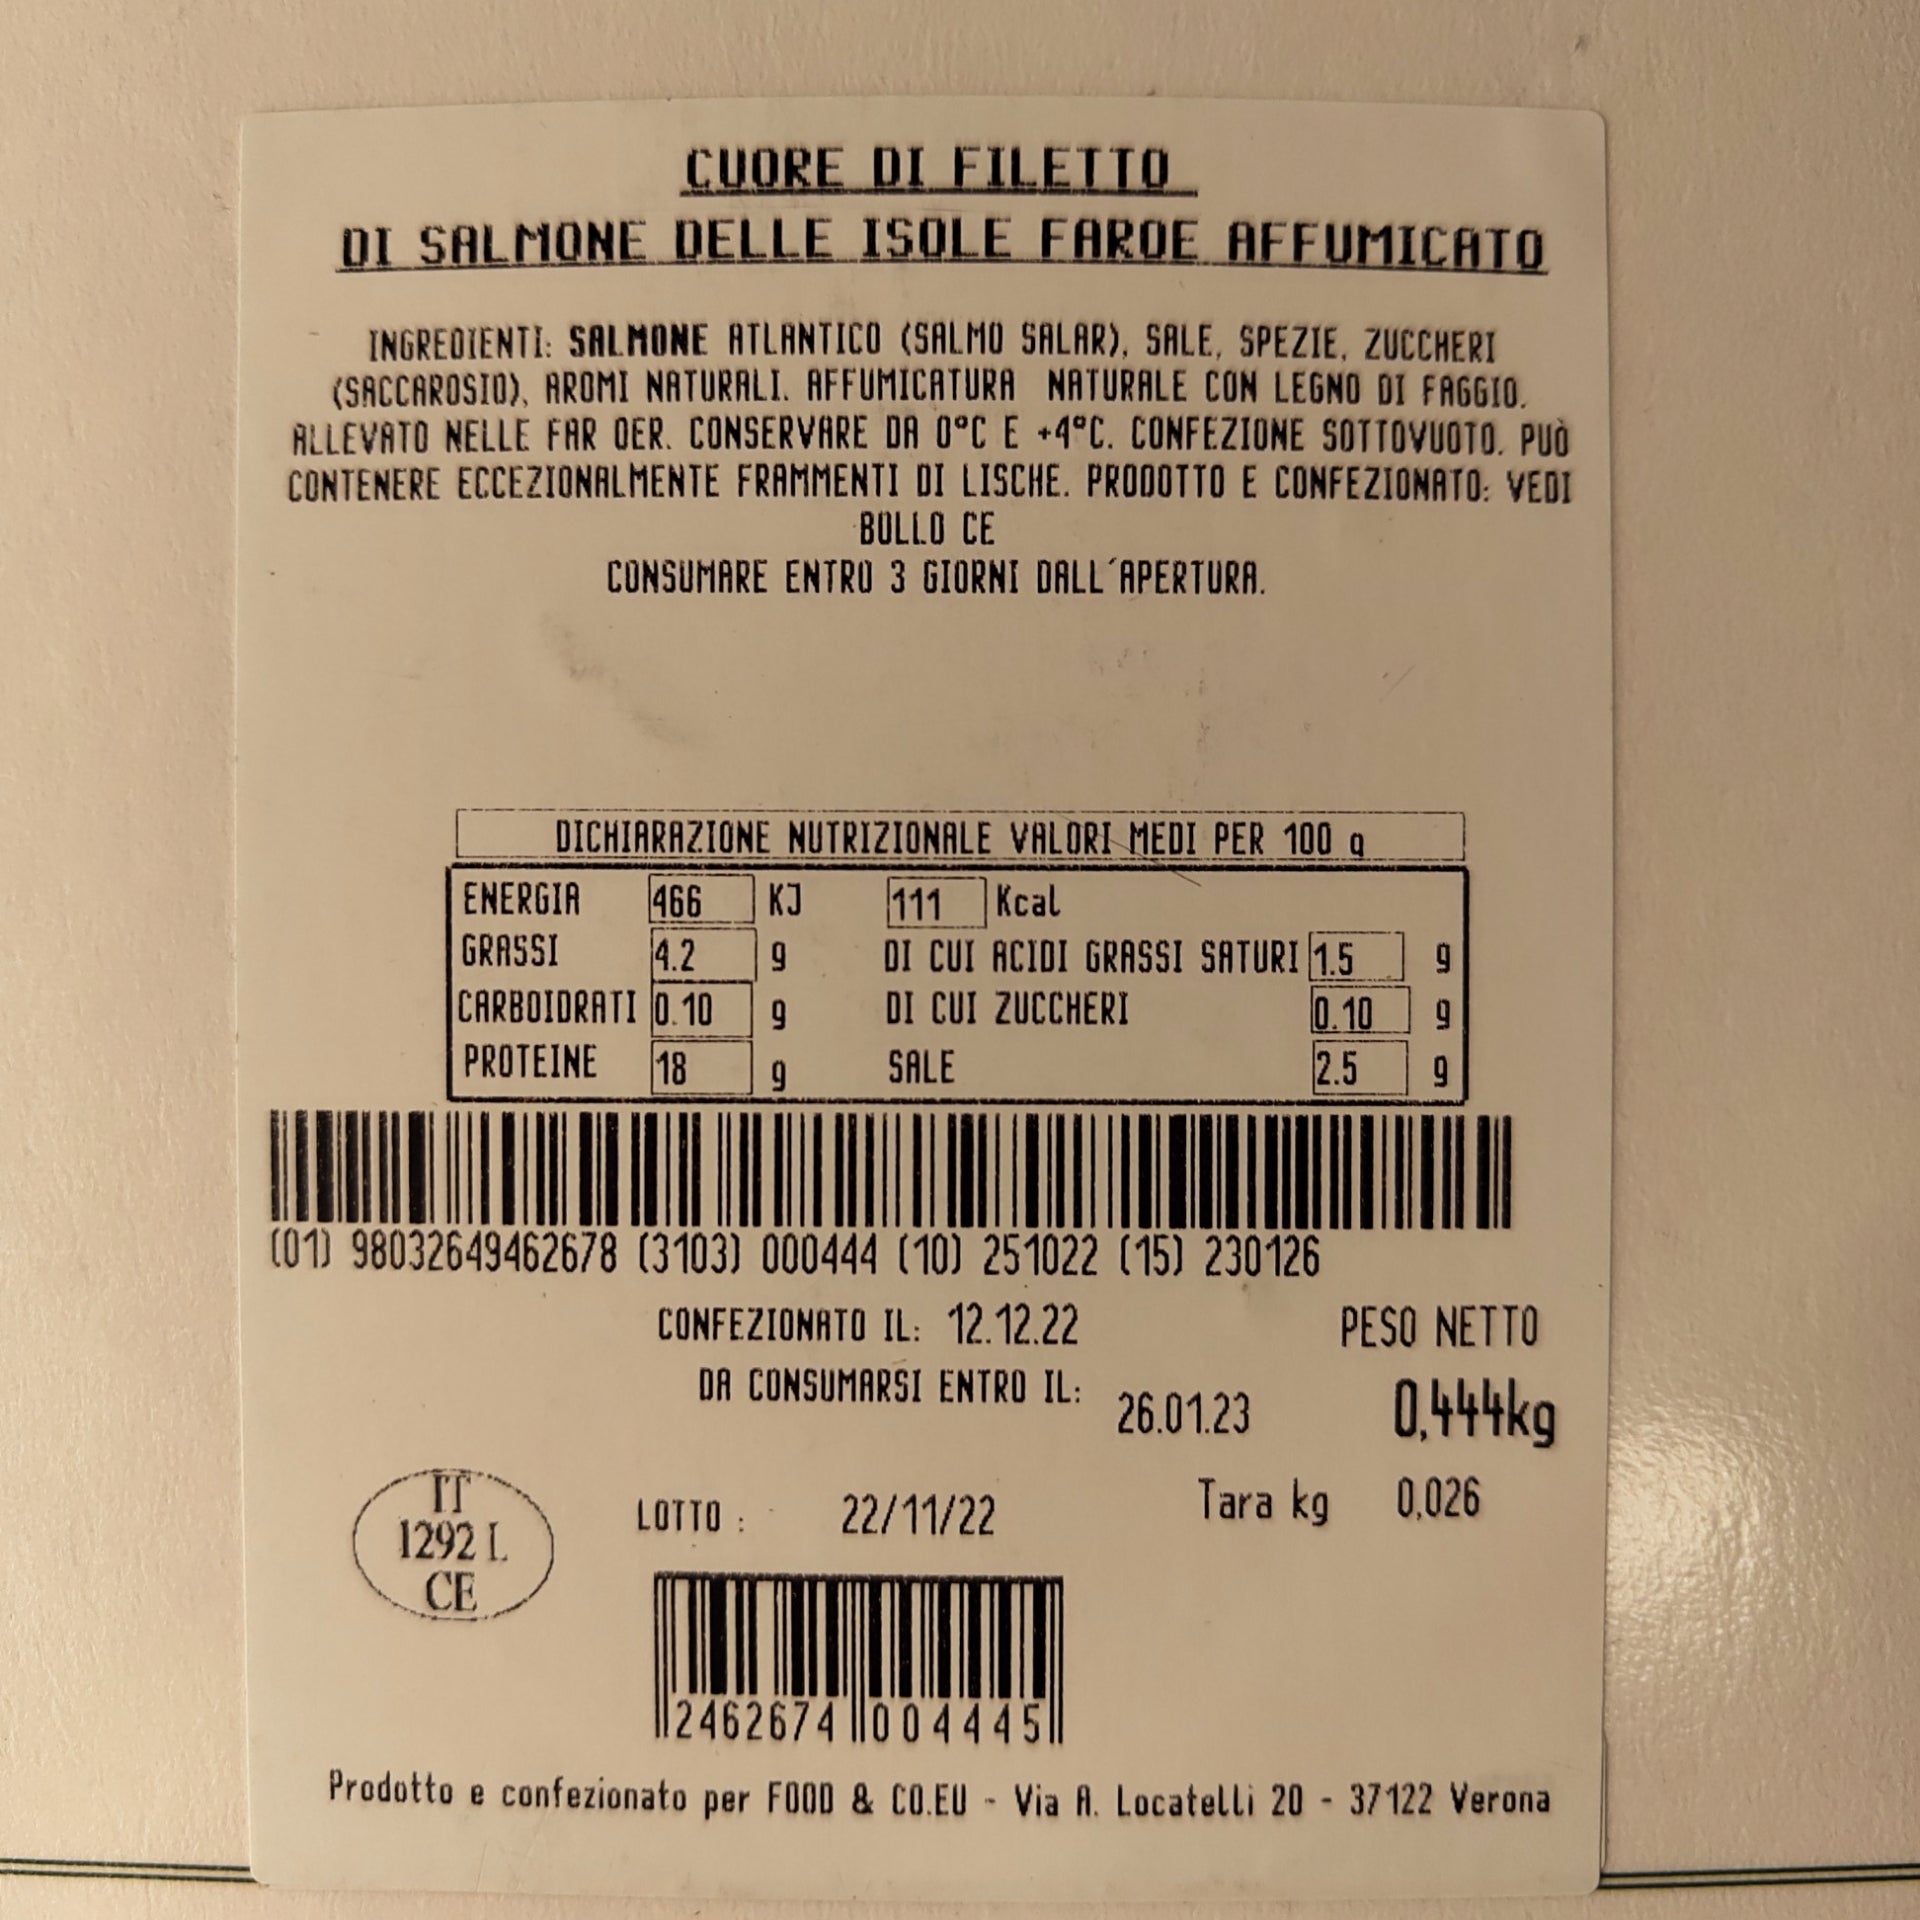 CUORE DI FILETTO
DI SALMONE DELLE ISOLE FAROE AFFUMICATO
INGREDIENTI: SALMONE ATLANTICO (SALMO SALAR), SALE, SPEZIE, ZUCCHERI
(SACCAROSIO), AROMI NATURALI. AFFUMICATURA NATURALE CON LEGNO DI FAGGIO.
ALLEVATO NELLE FAR OER. CONSERVARE DA 0°C E +4°C. CONFEZIONE SOTTOVUOTO. PUÒ
CONTENERE ECCEZIONALMENTE FRAMMENTI DI LISCHE. PRODOTTO E CONFEZIONATO: VEDI
BOLLO CE
CONSUMARE ENTRO 3 GIORNI DALL´APERTURA.
DICHIARAZIONE NUTRIZIONALE VALORI MEDI PER 100 g
ENERGIA 466 KJ 111 Kcal
GRASSI 4.2 g DI CUI ACIDI GRASSI SATURI 1.5 g
CARBOIDRATI 0.10 g DI CUI ZUCCHERI 0.10 g
PROTEINE 18 g SALE 2.5 g
(01) 98032649462678 (3103) 000444 (10) 251022 (15) 230126
CONFEZIONATO IL: 12.12.22 PESO NETTO
DA CONSUMARSI ENTRO IL: 26.01.23 0,444kg
IT
1292 L
CE
LOTTO : 22/11/22 Tara kg 0,026
2462674 004445
Prodotto e confezionato per FOOD & CO.EU - Via A. Locatelli 20 - 37122 Verona